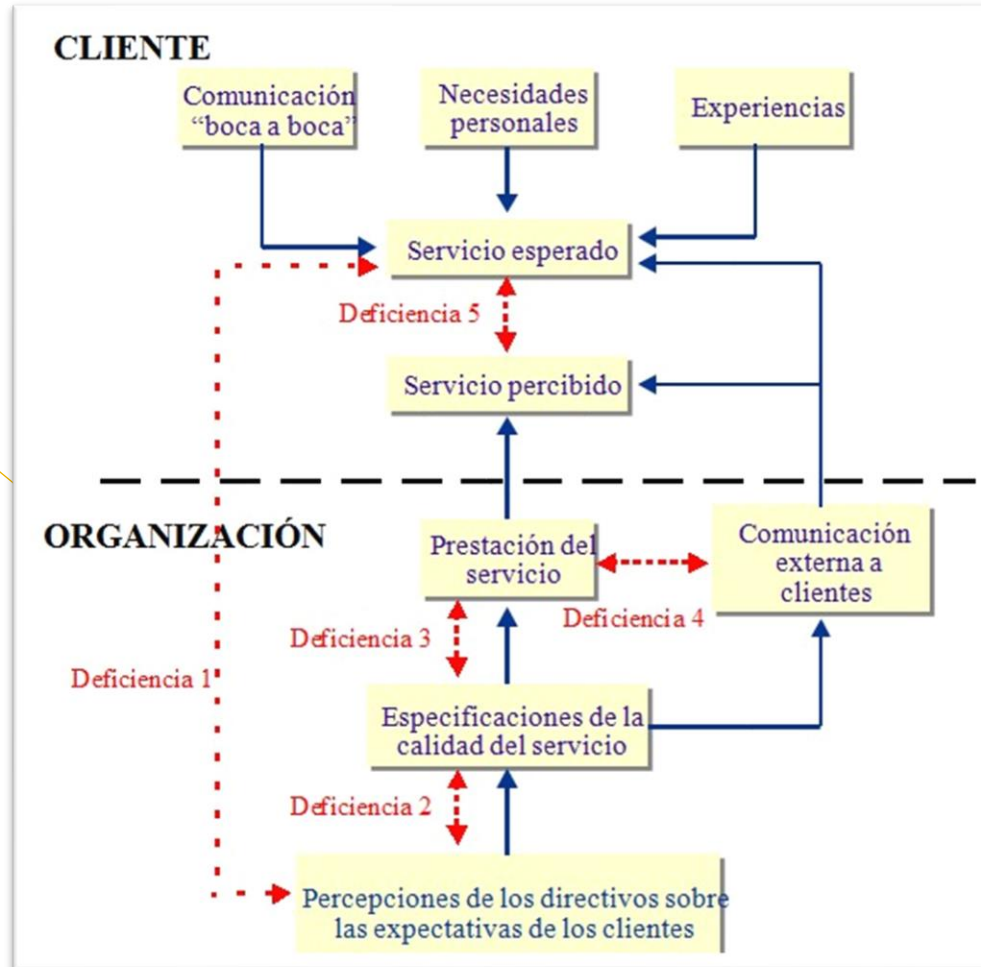 CLIENTE
Comunicación
“boca a boca”
Necesidades
personales
Experiencias
Servicio esperado
Deficiencia 5
Servicio percibido
ORGANIZACIÓN
Prestación del
servicio
Comunicación
externa a
clientes
Deficiencia 4
Deficiencia 3
Deficiencia 1
Especificaciones de la
calidad del servicio
Deficiencia 2
Percepciones de los directivos sobre
las expectativas de los clientes